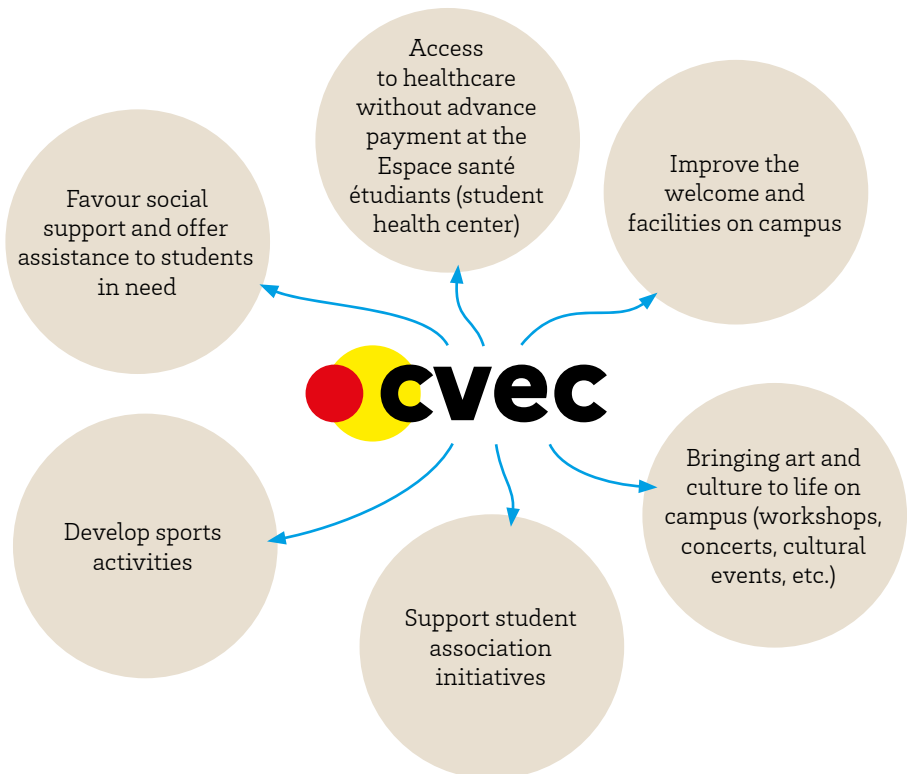 Access
to healthcare
without advance
payment at the
Espace santé
étudiants (student
health center)
Improve the
welcome and
facilities on campus
Favour social
support and offer
assistance to students
in need
cvec
Bringing art and
culture to life on
campus (workshops,
concerts, cultural
events, etc.)
Develop sports
activities
Support student
association
initiatives